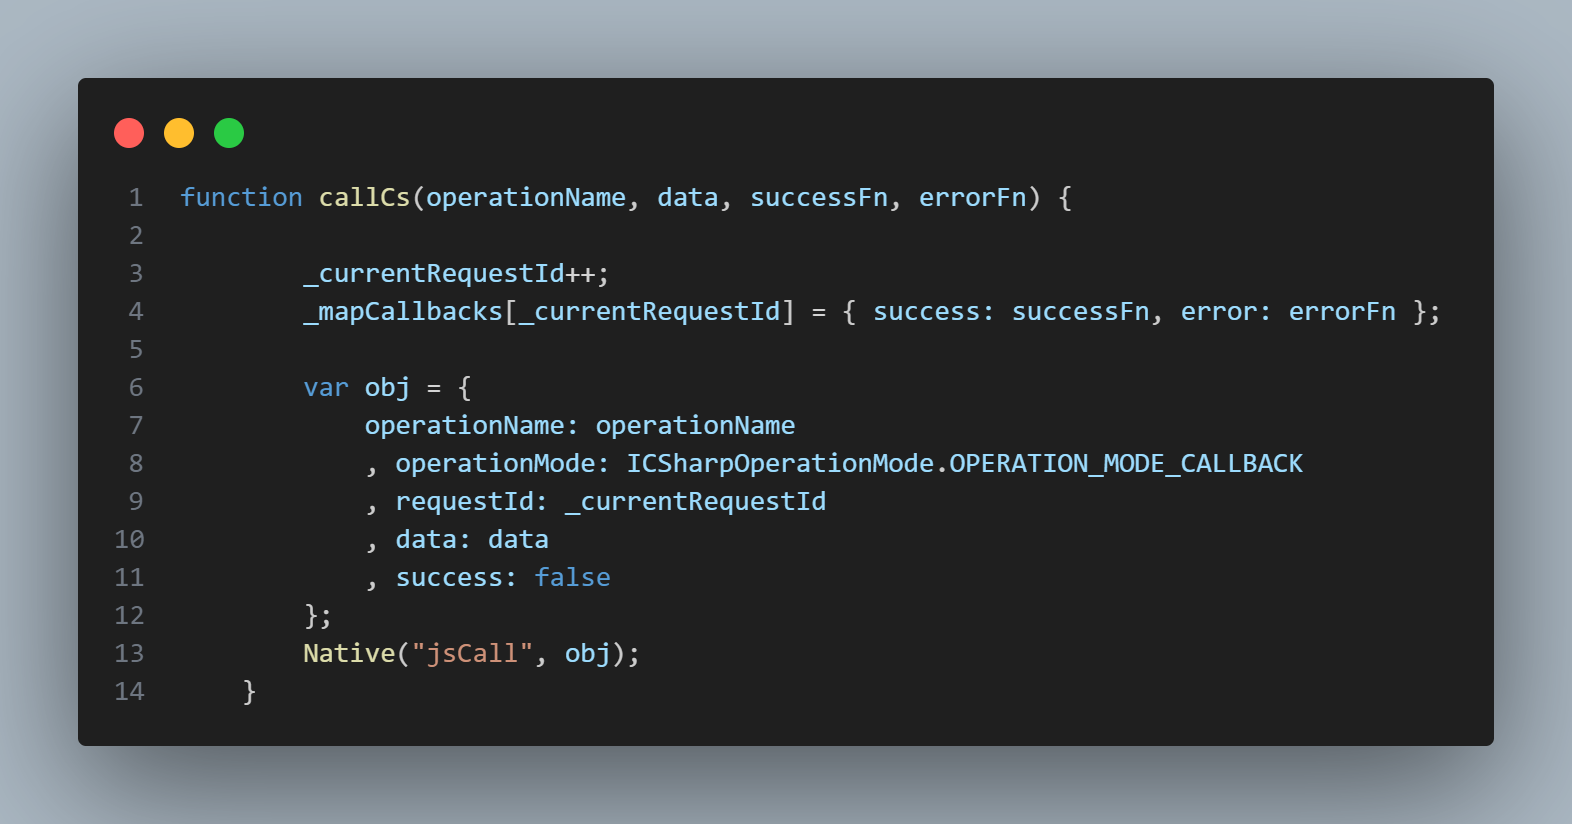 1 function callCs(operationName, data, successFn, errorFn) {
2
3 _currentRequestId++;
4 _mapCallbacks[_currentRequestId] = { success: successFn, error: errorFn };
5
6 var obj = {
7 operationName: operationName
8 , operationMode: ICSharpOperationMode.OPERATION_MODE_CALLBACK
9 , requestId: _currentRequestId
10 , data: data
11 , success: false
12 };
13 Native("jsCall", obj);
14 }